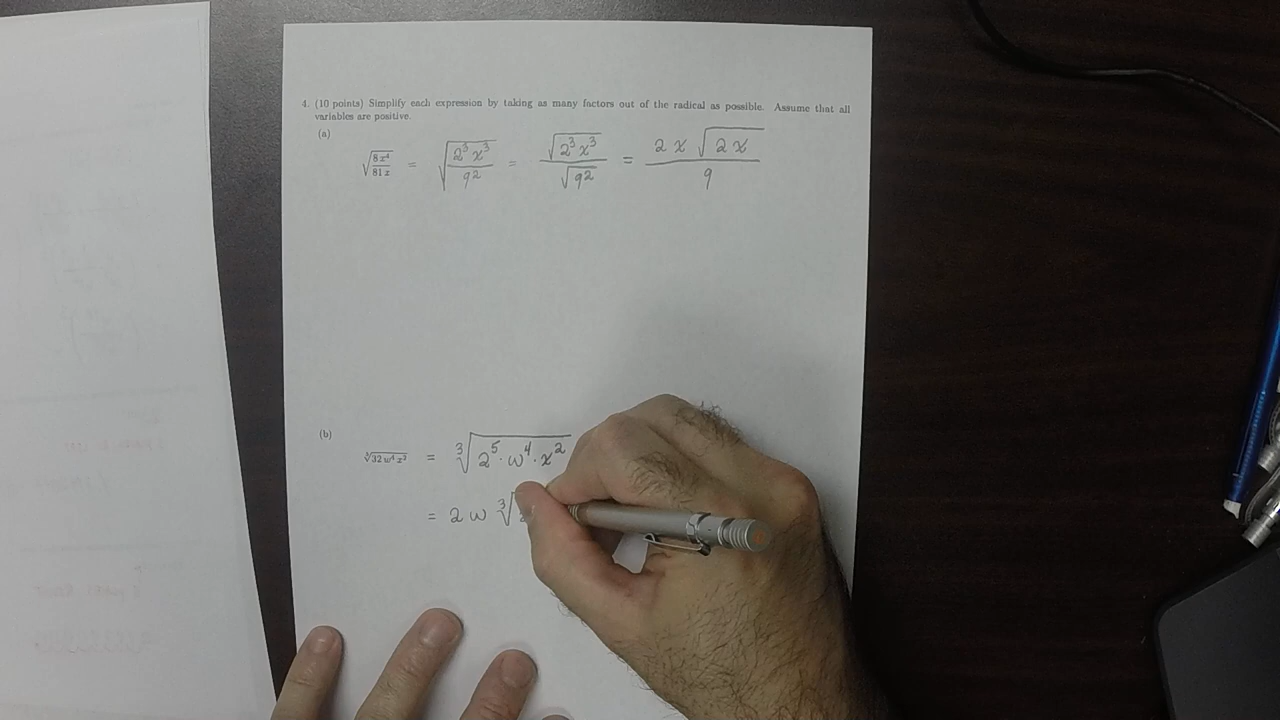 4. (10 points) Simplify each expression by taking as many factors out of the radical as possible. Assume that all
variables are positive.
(a)
√(8x⁴/81x) = √(2³x³/9²) = √(2³x³)/√(9²) = 2x√(2x)/9
(b)
∛(32w⁴x²) = ∛(2⁵·w⁴·x²)
= 2w ∛